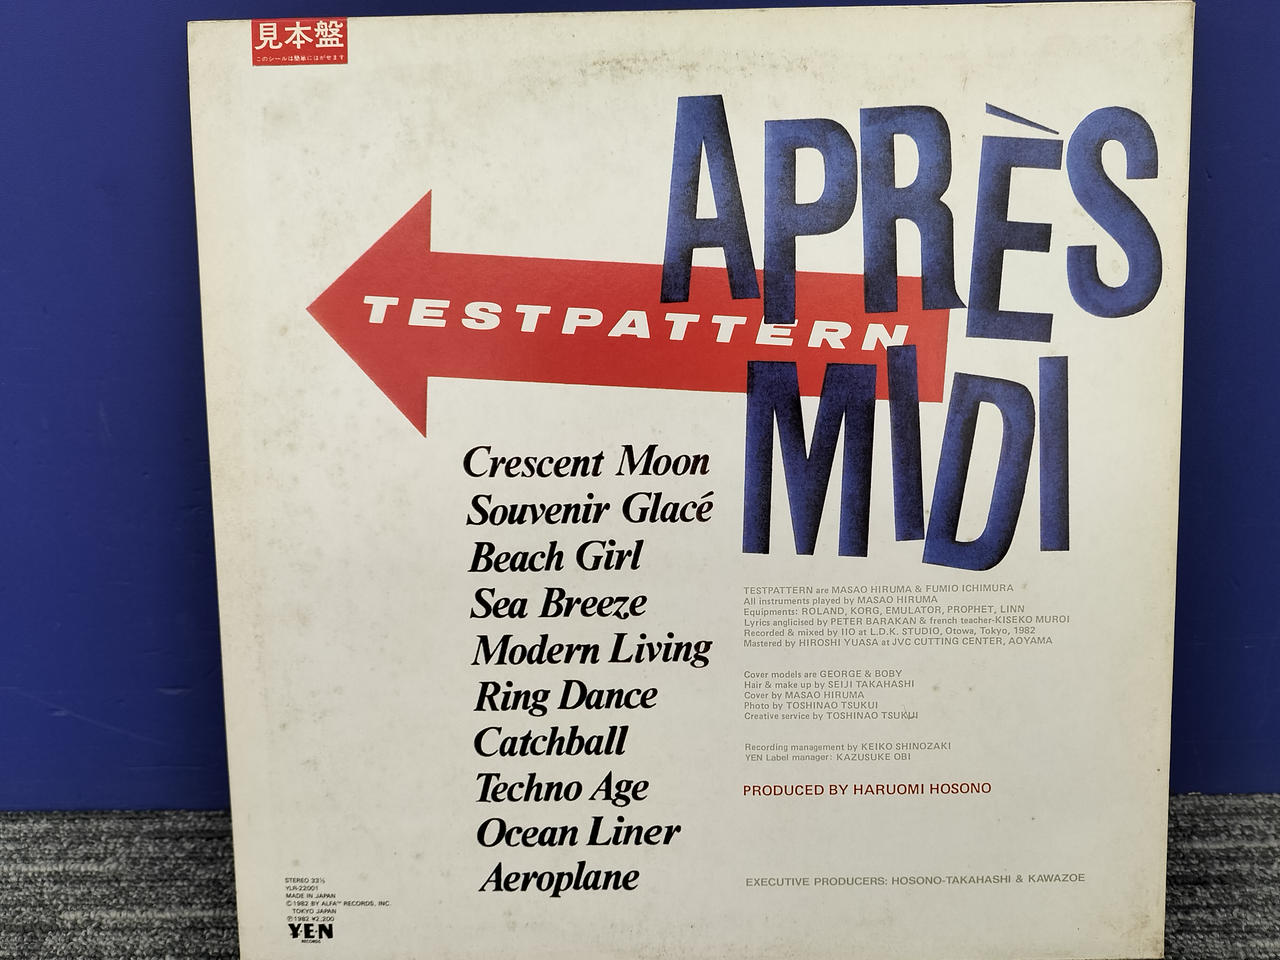 見本盤
このシールは簡単にはがせます
APRÈS
MIDI
TESTPATTERN
Crescent Moon
Souvenir Glacé
Beach Girl
Sea Breeze
Modern Living
Ring Dance
Catchball
Techno Age
Ocean Liner
Aeroplane
TESTPATTERN are MASAO HIRUMA & FUMIO ICHIMURA
All instruments played by MASAO HIRUMA
Equipments: ROLAND, KORG, EMULATOR, PROPHET, LINN
Lyrics anglicised by PETER BARAKAN & french teacher-KISEKO MUROI
Recorded & mixed by IIO at L.D.K. STUDIO, Otowa, Tokyo, 1982
Mastered by HIROSHI YUASA at JVC CUTTING CENTER, AOYAMA
Cover models are GEORGE & BOBY
Hair & make up by SEIJI TAKAHASHI
Cover by MASAO HIRUMA
Photo by TOSHINAO TSUKUI
Creative service by TOSHINAO TSUKUI
Recording management by KEIKO SHINOZAKI
YEN Label manager: KAZUSUKE OBI
PRODUCED BY HARUOMI HOSONO
EXECUTIVE PRODUCERS: HOSONO-TAKAHASHI & KAWAZOE
STEREO 33⅓
YLR-22001
MADE IN JAPAN
©1982 BY ALFA™ RECORDS, INC.
TOKYO JAPAN
℗1982 ¥2,200
Y·E·N
RECORDS